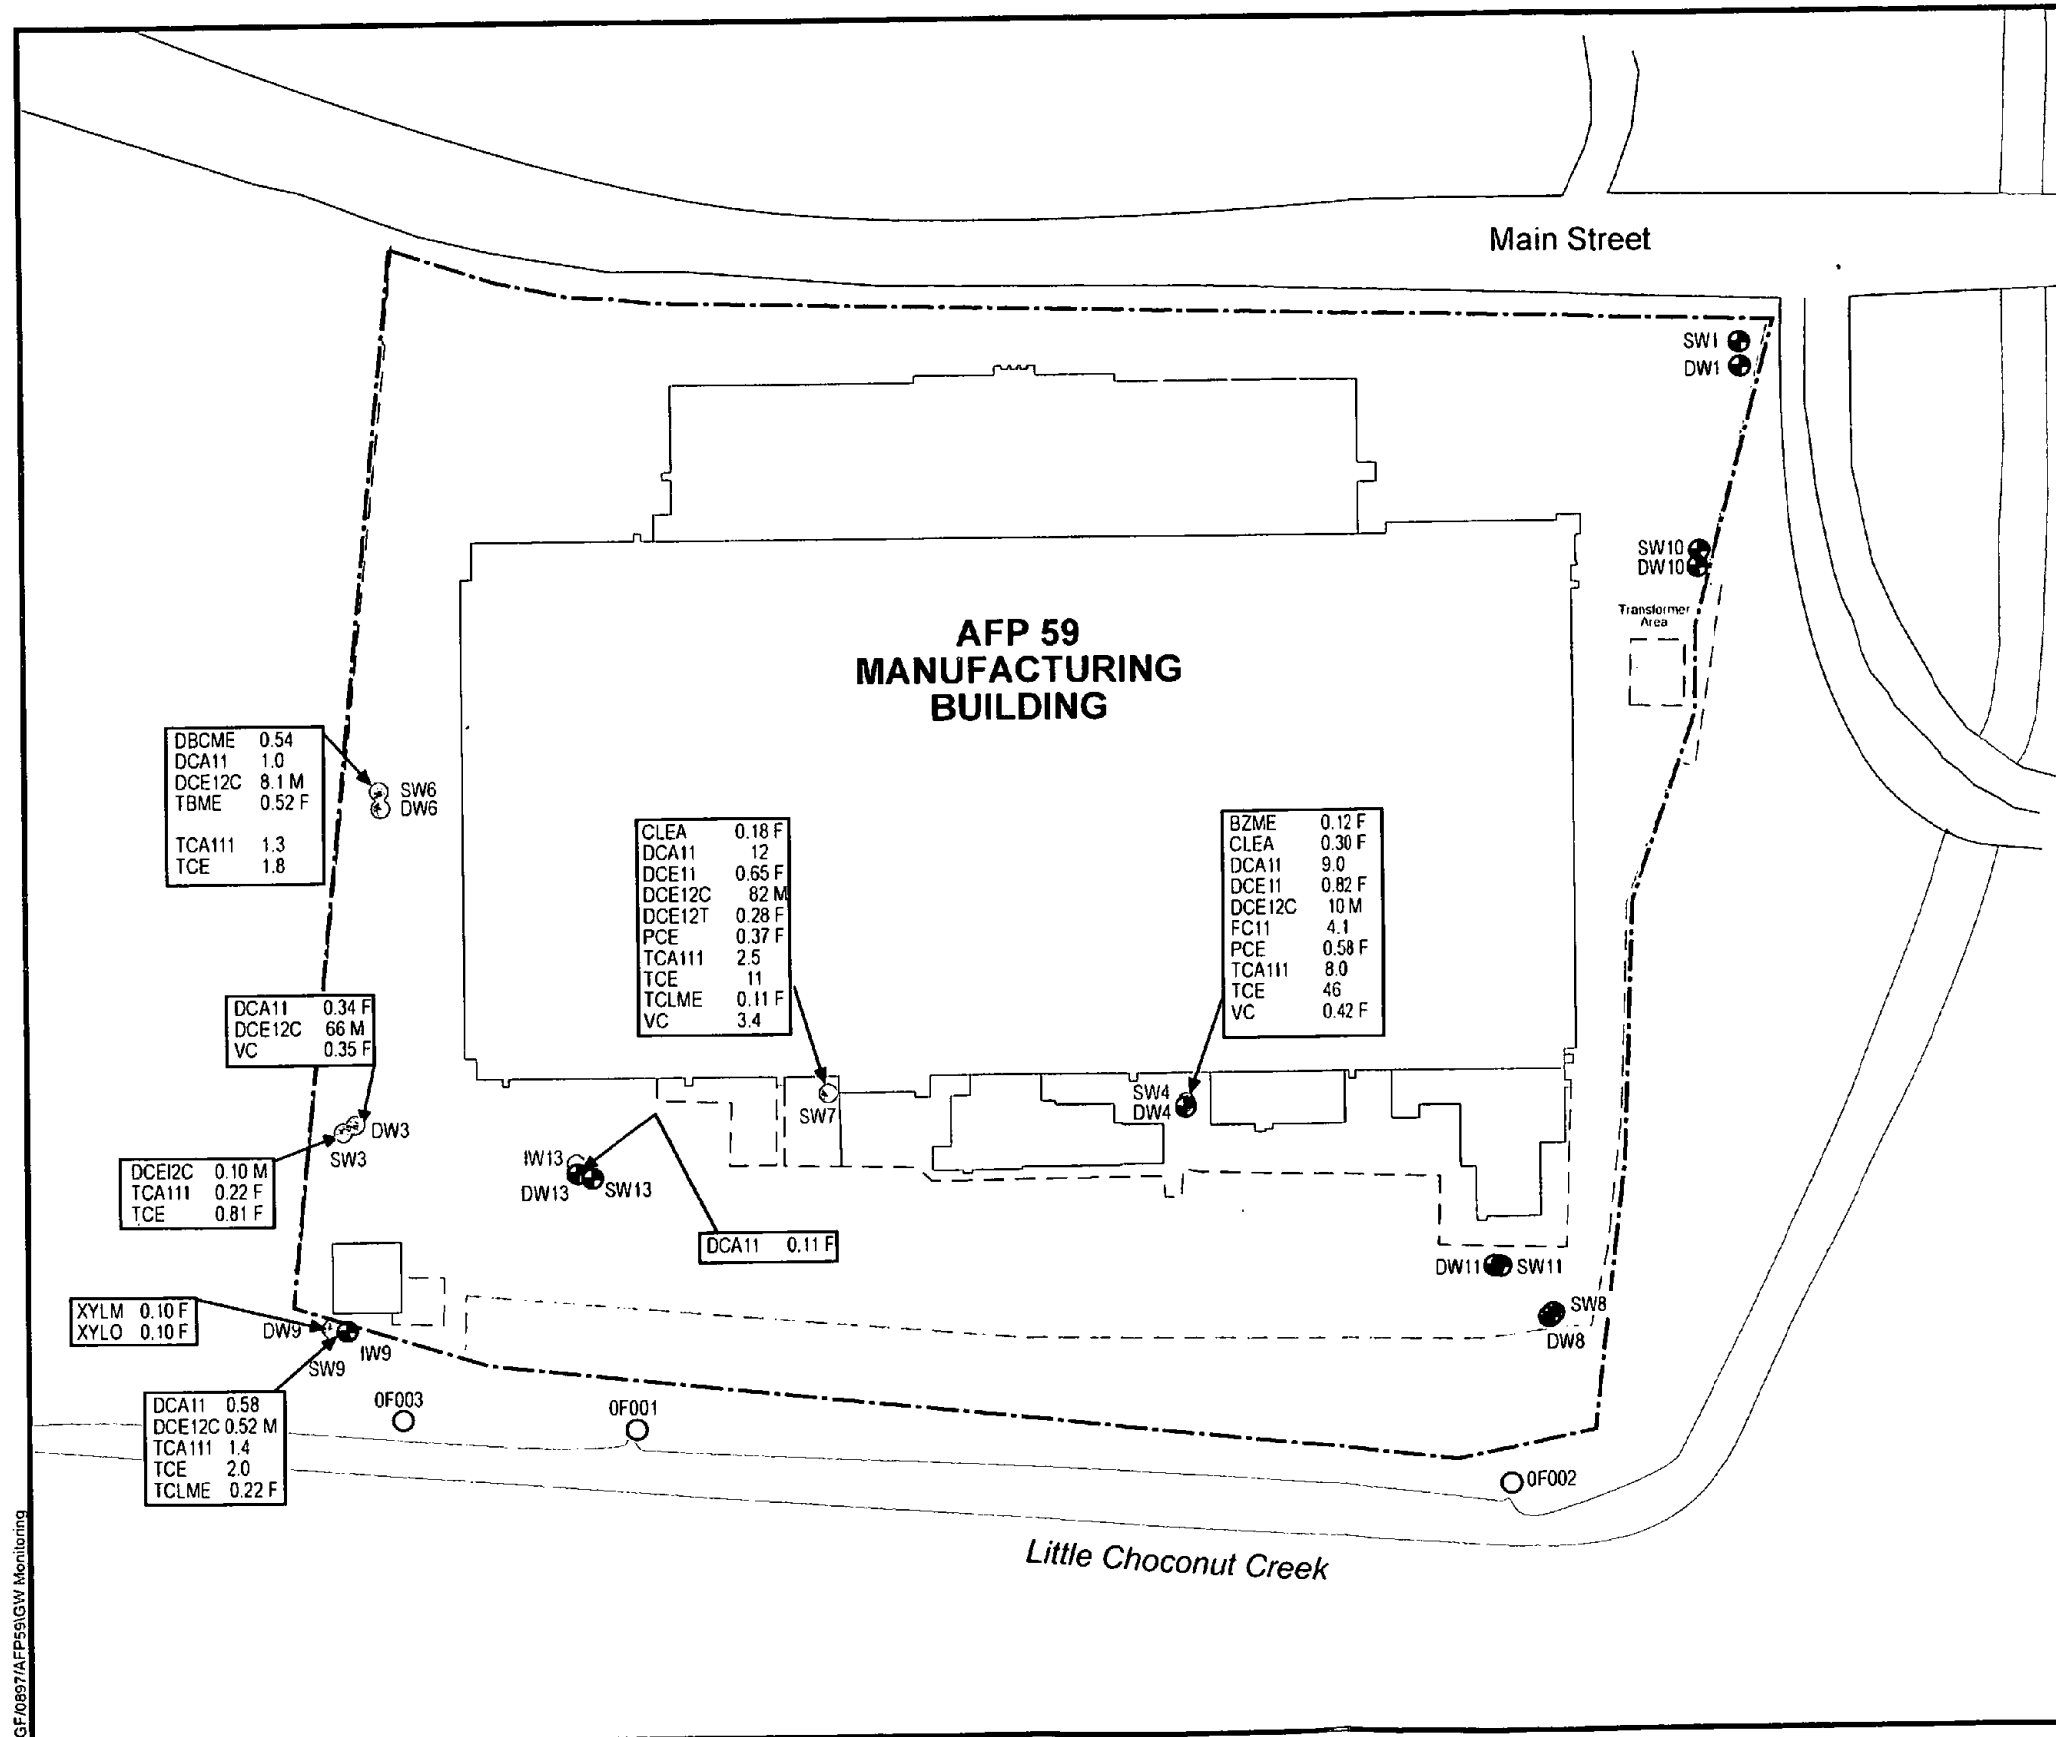 Main Street
SW1
DW1
SW10
DW10
Transformer
Area
AFP 59
MANUFACTURING
BUILDING
DBCME 0.54
DCA11 1.0
DCE12C 8.1 M
TBME 0.52 F
TCA111 1.3
TCE 1.8
SW6
DW6
CLEA 0.18 F
DCA11 12
DCE11 0.65 F
DCE12C 82 M
DCE12T 0.28 F
PCE 0.37 F
TCA111 2.5
TCE 11
TCLME 0.11 F
VC 3.4
BZME 0.12 F
CLEA 0.30 F
DCA11 9.0
DCE11 0.82 F
DCE12C 10 M
FC11 4.1
PCE 0.58 F
TCA111 8.0
TCE 46
VC 0.42 F
DCA11 0.34 F
DCE12C 66 M
VC 0.35 F
SW7
SW4
DW4
DW3
SW3
DCE12C 0.10 M
TCA111 0.22 F
TCE 0.81 F
IW13
DW13
SW13
DCA11 0.11 F
DW11
SW11
SW8
DW8
XYLM 0.10 F
XYLO 0.10 F
DW9
IW9
SW9
DCA11 0.58
DCE12C 0.52 M
TCA111 1.4
TCE 2.0
TCLME 0.22 F
0F003
0F001
0F002
Little Choconut Creek
GF/0897/AFP59\GW Monitoring